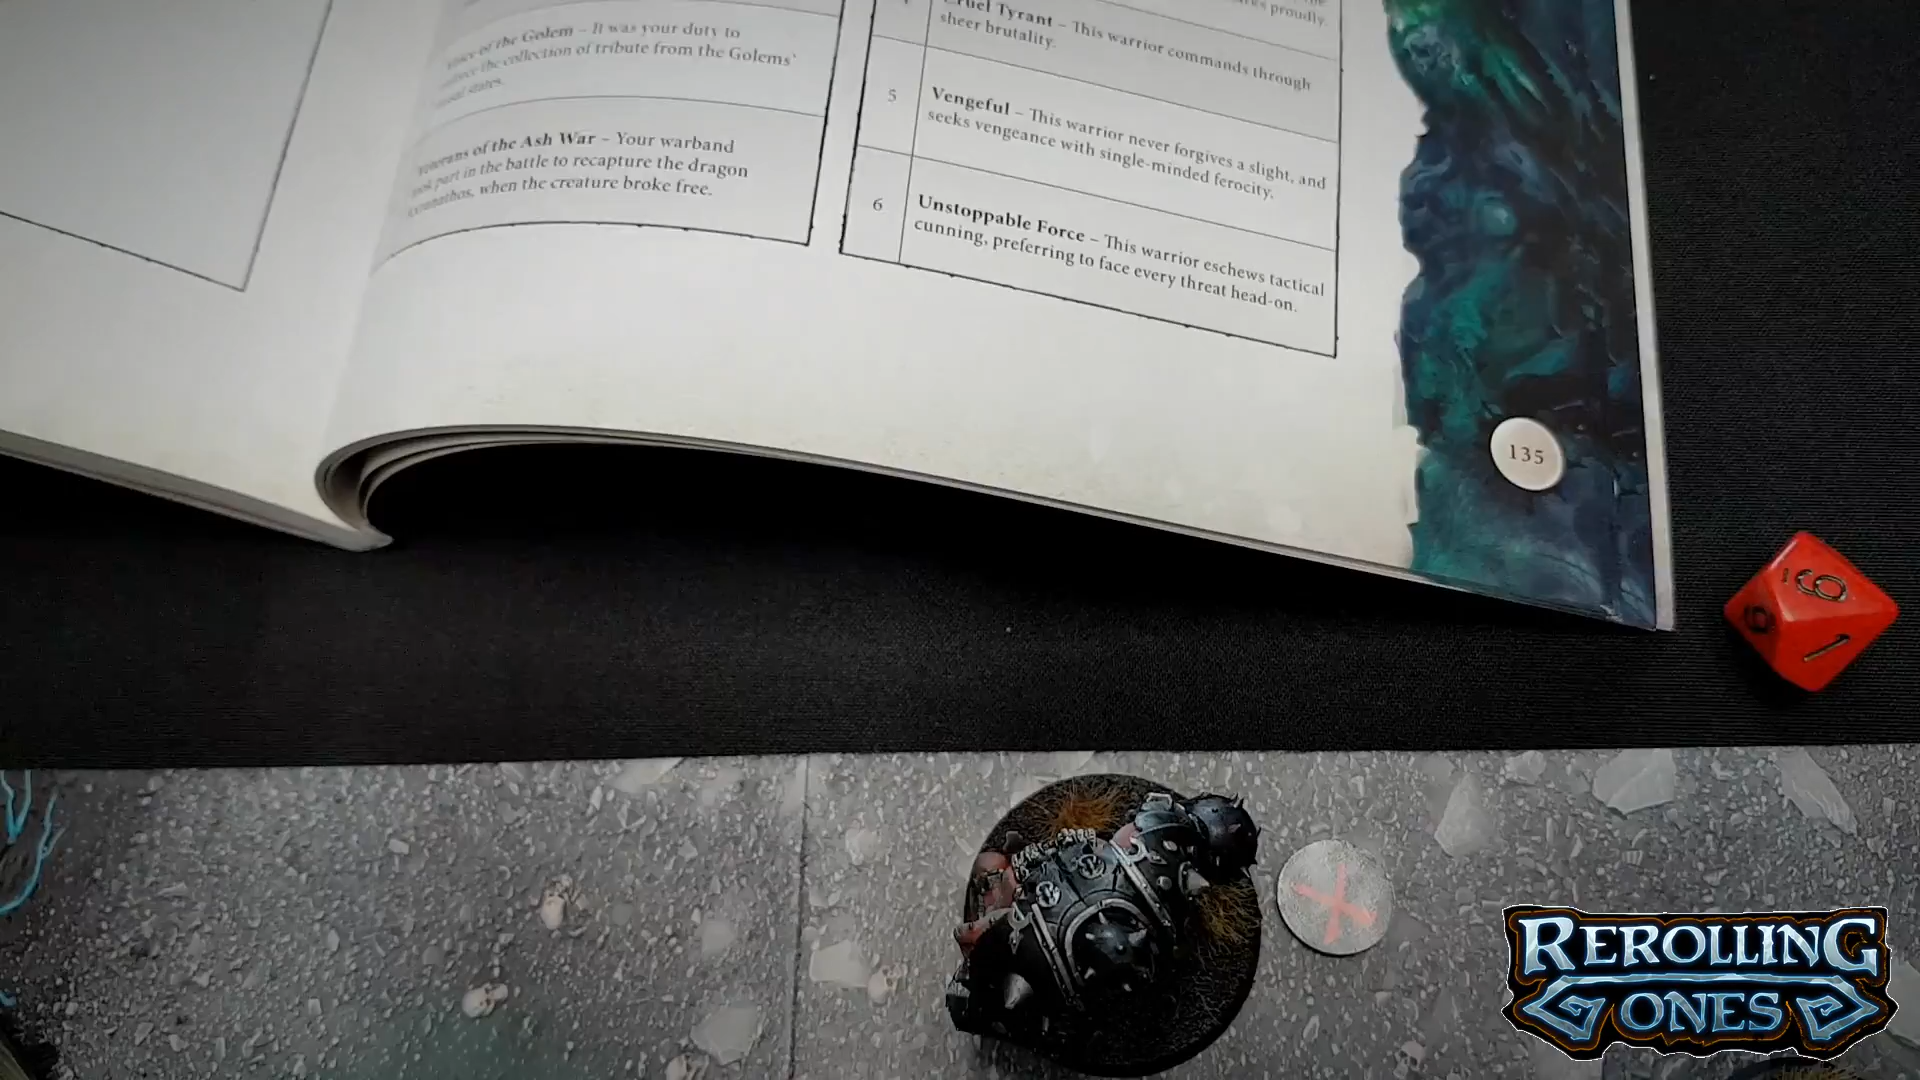 of the Golem – It was your duty to
the collection of tribute from the Golems'
states.
Veterans of the Ash War – Your warband
took part in the battle to recapture the dragon
when the creature broke free.
proudly.
Cruel Tyrant – This warrior commands through
sheer brutality.
5
Vengeful – This warrior never forgives a slight, and
seeks vengeance with single-minded ferocity.
6
Unstoppable Force – This warrior eschews tactical
cunning, preferring to face every threat head-on.
135
1
REROLLING
ONES